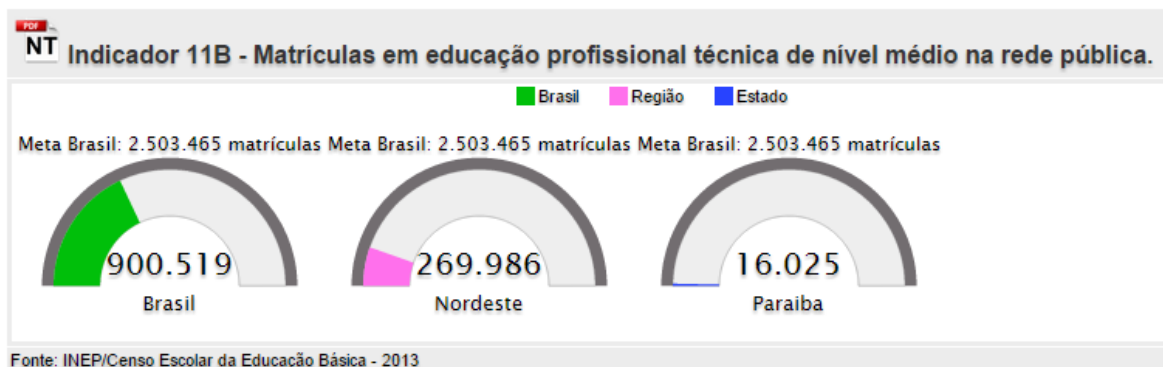 PDF
NT
Indicador 11B - Matrículas em educação profissional técnica de nível médio na rede pública.
Brasil Região Estado
Meta Brasil: 2.503.465 matrículas Meta Brasil: 2.503.465 matrículas Meta Brasil: 2.503.465 matrículas
900.519 269.986 16.025
Brasil Nordeste Paraiba
Fonte: INEP/Censo Escolar da Educação Básica - 2013